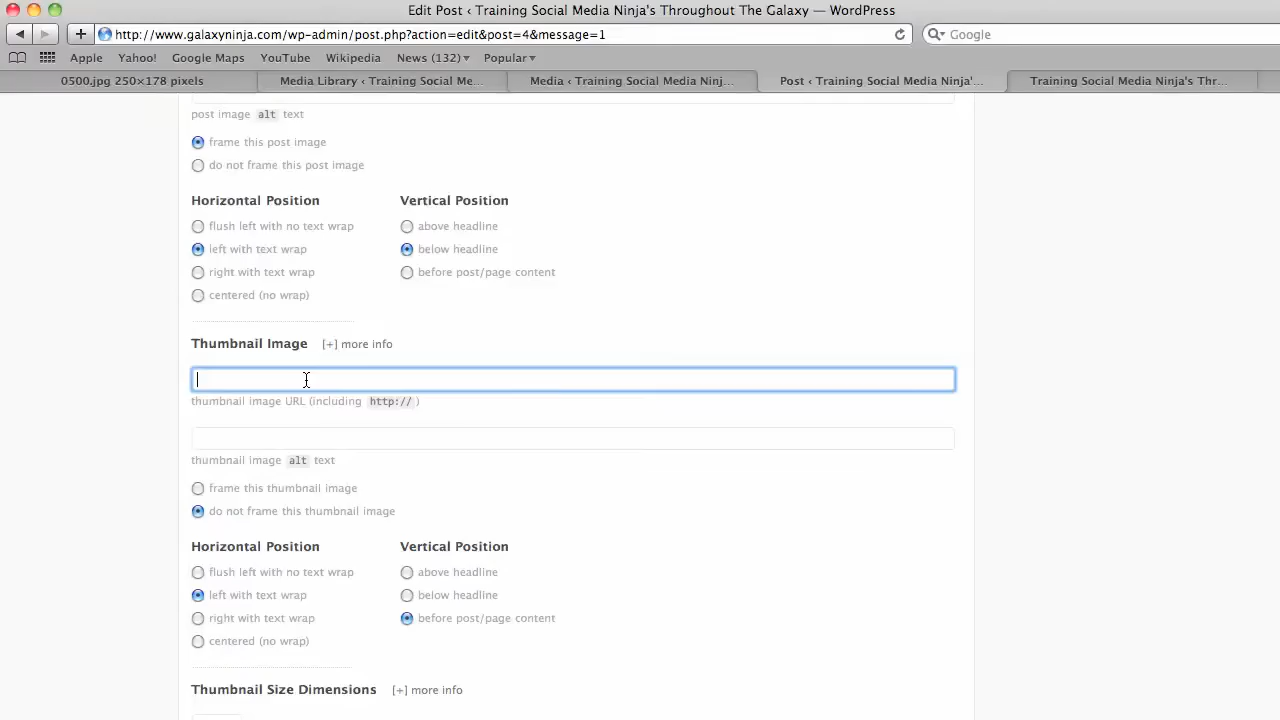 Edit Post ‹ Training Social Media Ninja's Throughout The Galaxy — WordPress
http://www.galaxyninja.com/wp-admin/post.php?action=edit&post=4&message=1
Google
Apple Yahoo! Google Maps YouTube Wikipedia News (132)▾ Popular▾
0500.jpg 250×178 pixels
Media Library ‹ Training Social Me...
Media ‹ Training Social Media Ninj...
Post ‹ Training Social Media Ninja'...
Training Social Media Ninja's Thr...
post image alt text
frame this post image
do not frame this post image
Horizontal Position
flush left with no text wrap
left with text wrap
right with text wrap
centered (no wrap)
Vertical Position
above headline
below headline
before post/page content
Thumbnail Image [+] more info
thumbnail image URL (including http:// )
thumbnail image alt text
frame this thumbnail image
do not frame this thumbnail image
Horizontal Position
flush left with no text wrap
left with text wrap
right with text wrap
centered (no wrap)
Vertical Position
above headline
below headline
before post/page content
Thumbnail Size Dimensions [+] more info